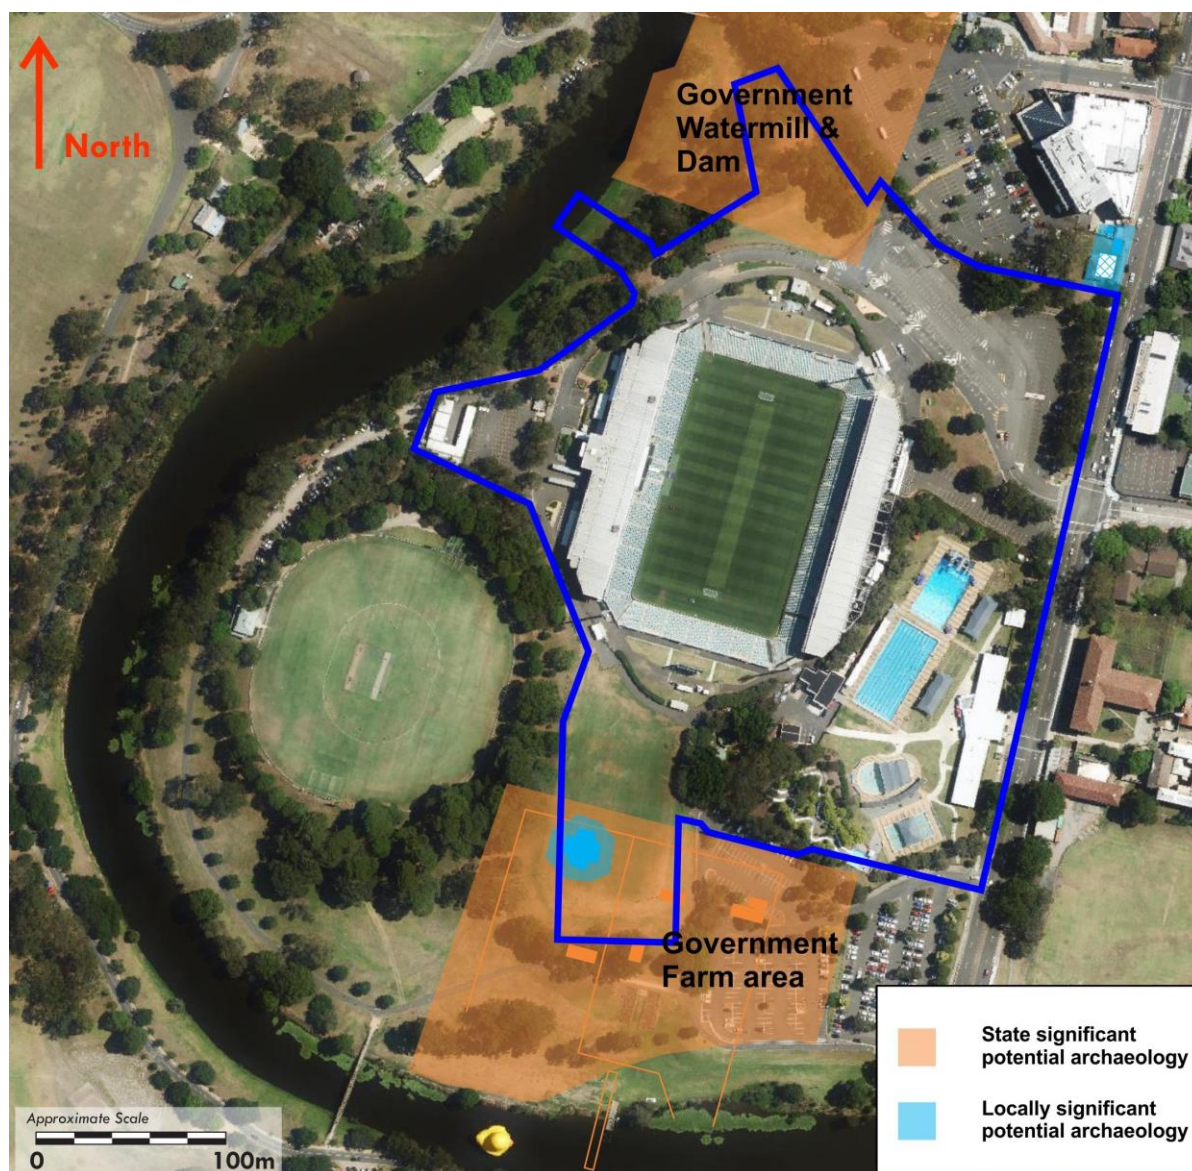 North
Government
Watermill &
Dam
Government
Farm area
State significant
potential archaeology
Locally significant
potential archaeology
Approximate Scale
0
100m